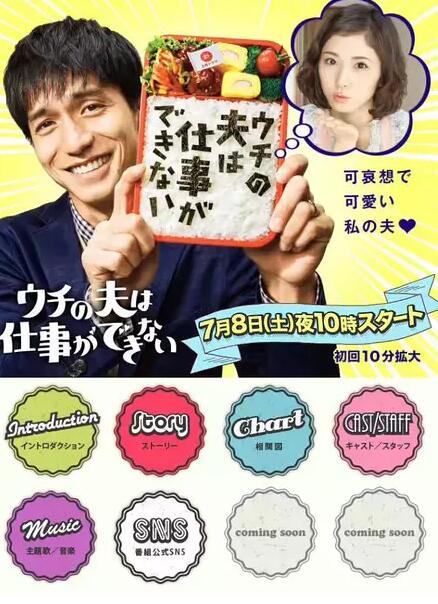 ウチの
夫は
仕事が
できない
可哀想で
可愛い
私の夫♥
ウチの夫は
仕事ができない
7月8日(土)夜10時スタート
初回10分拡大
Introduction
イントロダクション
Story
ストーリー
Chart
相関図
CAST/STAFF
キャスト／スタッフ
Music
主題歌／音楽
SNS
番組公式SNS
coming soon
coming soon